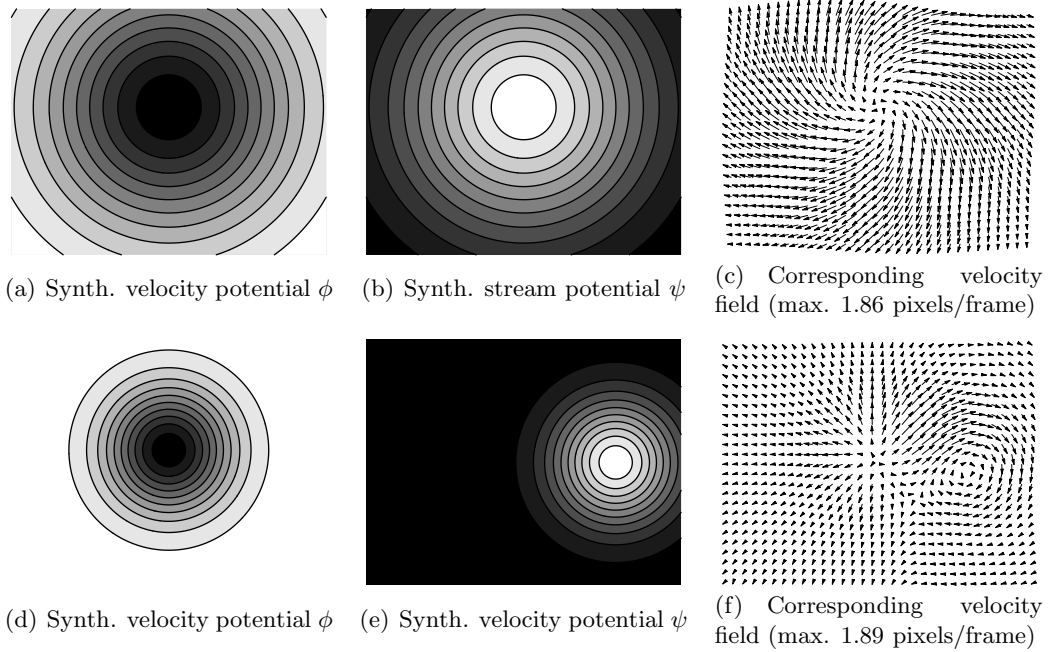 (a) Synth. velocity potential ϕ
(b) Synth. stream potential ψ
(c) Corresponding velocity
field (max. 1.86 pixels/frame)
(d) Synth. velocity potential ϕ
(e) Synth. velocity potential ψ
(f) Corresponding velocity
field (max. 1.89 pixels/frame)